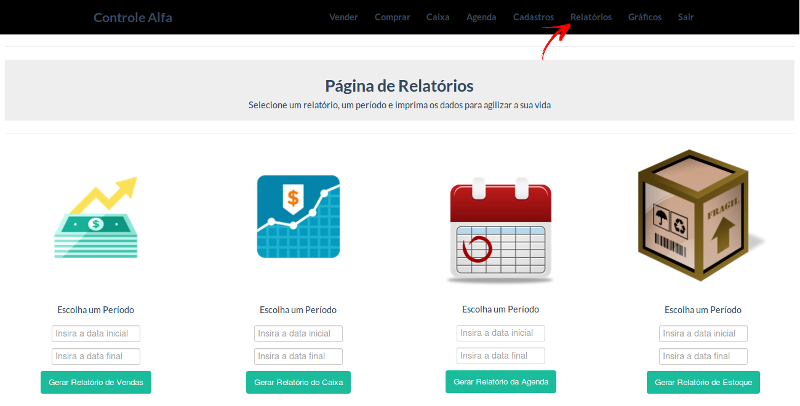 Controle Alfa Vender Comprar Caixa Agenda Cadastros Relatórios Gráficos Sair
Página de Relatórios
Selecione um relatório, um período e imprima os dados para agilizar a sua vida
$ $ FRAGIL
Escolha um Período Escolha um Período Escolha um Período Escolha um Período
Insira a data inicial Insira a data inicial Insira a data inicial Insira a data inicial
Insira a data final Insira a data final Insira a data final Insira a data final
Gerar Relatório de Vendas Gerar Relatório do Caixa Gerar Relatório da Agenda Gerar Relatório de Estoque